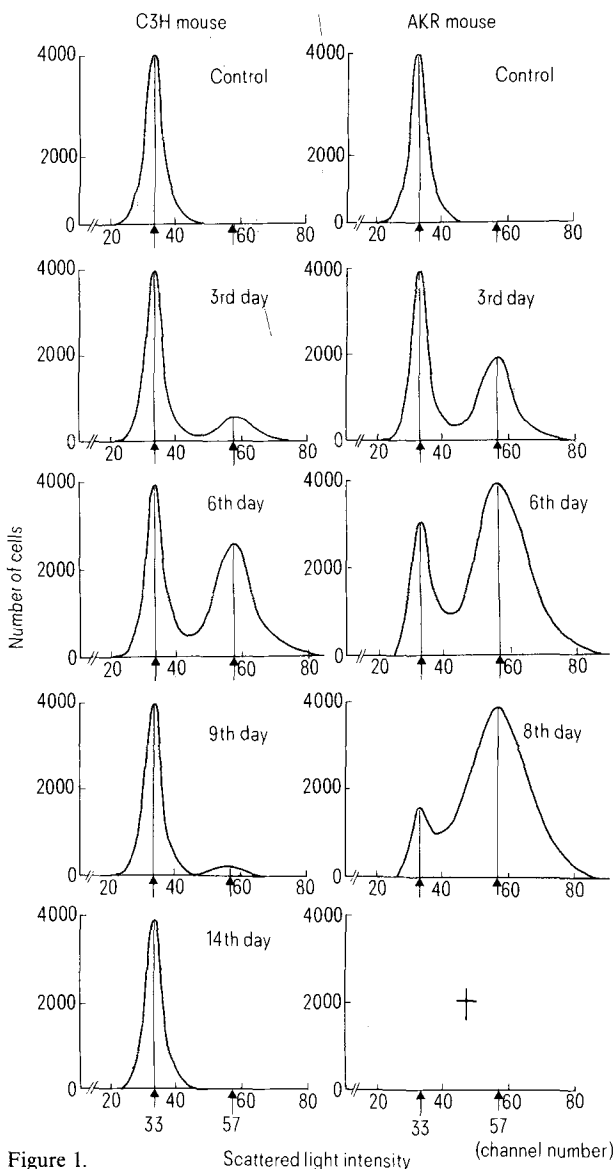 C3H mouse AKR mouse
4000 Control 4000 Control
2000 2000
0 0
20 40 60 80 20 40 60 80
4000 3rd day 4000 3rd day
2000 2000
0 0
20 40 60 80 20 40 60 80
4000 6th day 4000 6th day
2000 2000
0 0
20 40 60 80 20 40 60 80
Number of cells
4000 9th day 4000 8th day
2000 2000
0 0
20 40 60 80 20 40 60 80
4000 14th day 4000
2000 2000
0 0
20 40 60 80 20 40 60 80
33 57 33 57
Figure 1. Scattered light intensity (channel number)